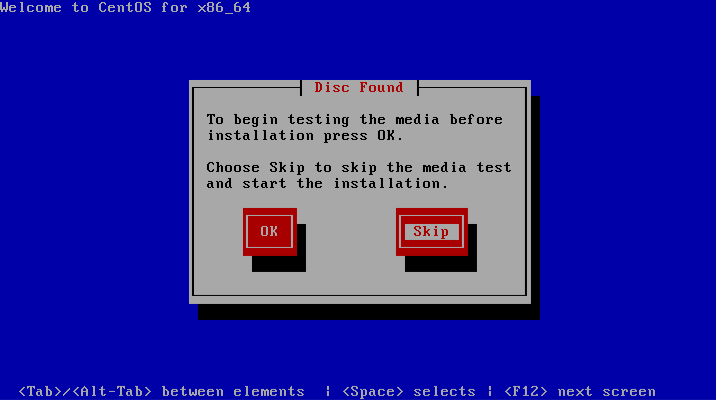 Welcome to CentOS for x86_64
Disc Found
To begin testing the media before
installation press OK.
Choose Skip to skip the media test
and start the installation.
OK Skip
<Tab>/<Alt-Tab> between elements | <Space> selects | <F12> next screen